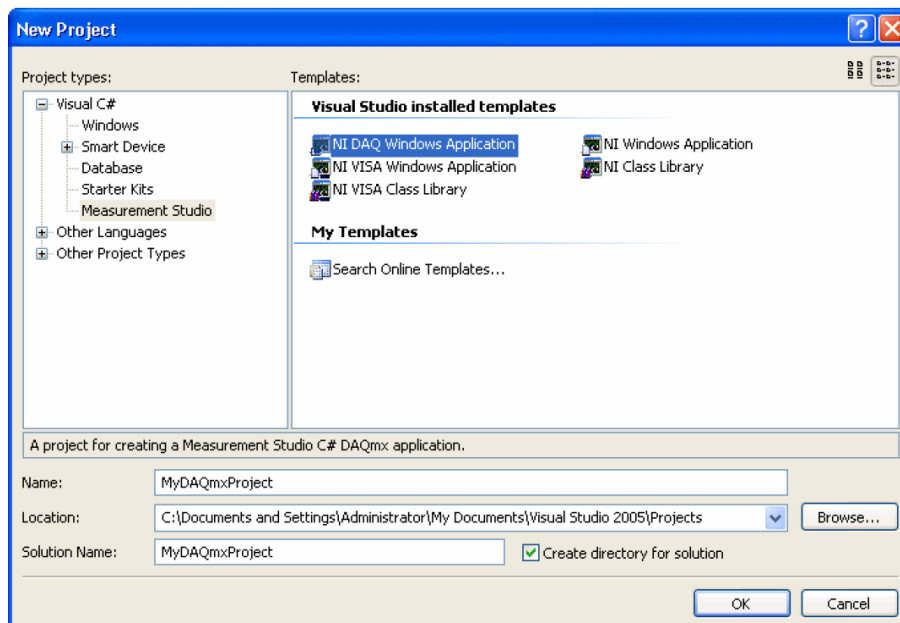 New Project
Project types:
Templates:
Visual C#
Windows
Smart Device
Database
Starter Kits
Measurement Studio
Other Languages
Other Project Types
Visual Studio installed templates
NI DAQ Windows Application
NI Windows Application
NI VISA Windows Application
NI Class Library
NI VISA Class Library
My Templates
Search Online Templates...
A project for creating a Measurement Studio C# DAQmx application.
Name:
MyDAQmxProject
Location:
C:\Documents and Settings\Administrator\My Documents\Visual Studio 2005\Projects
Browse...
Solution Name:
MyDAQmxProject
Create directory for solution
OK
Cancel